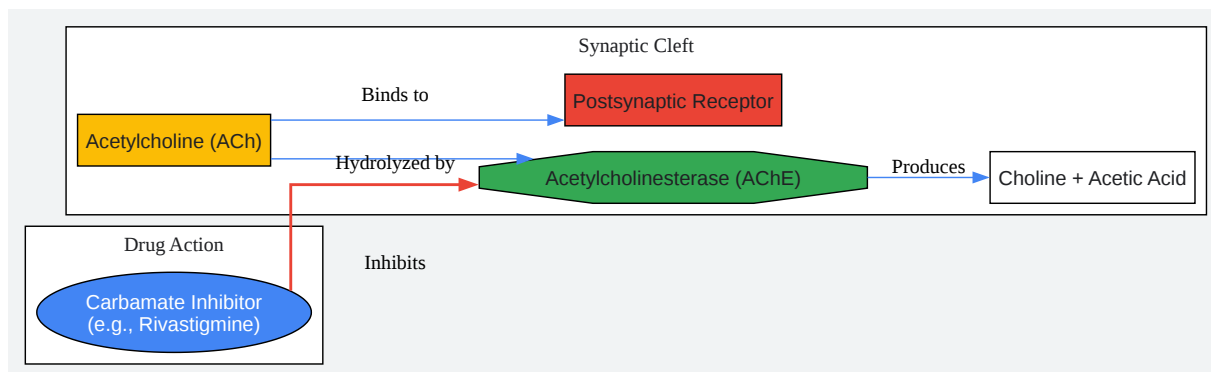 Synaptic Cleft
Binds to
Postsynaptic Receptor
Acetylcholine (ACh)
Hydrolyzed by
Acetylcholinesterase (AChE)
Produces
Choline + Acetic Acid
Drug Action
Inhibits
Carbamate Inhibitor
(e.g., Rivastigmine)